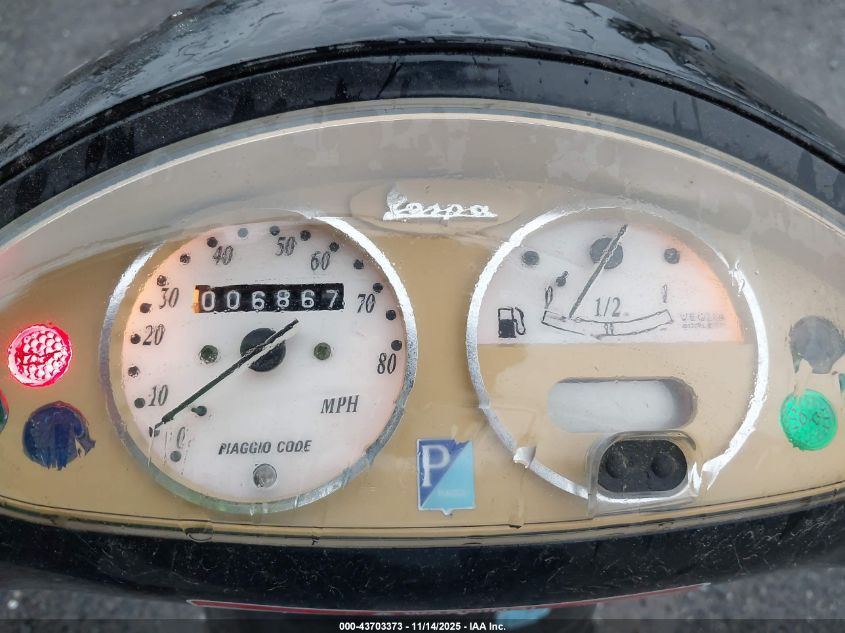 Vespa
0 10 20 30 40 50 60 70 80
006867
MPH
PIAGGIO CODE
0 1/2 1
VEGLIA
BORLETTI
P
PIAGGIO
000-43703373 - 11/14/2025 - IAA Inc.